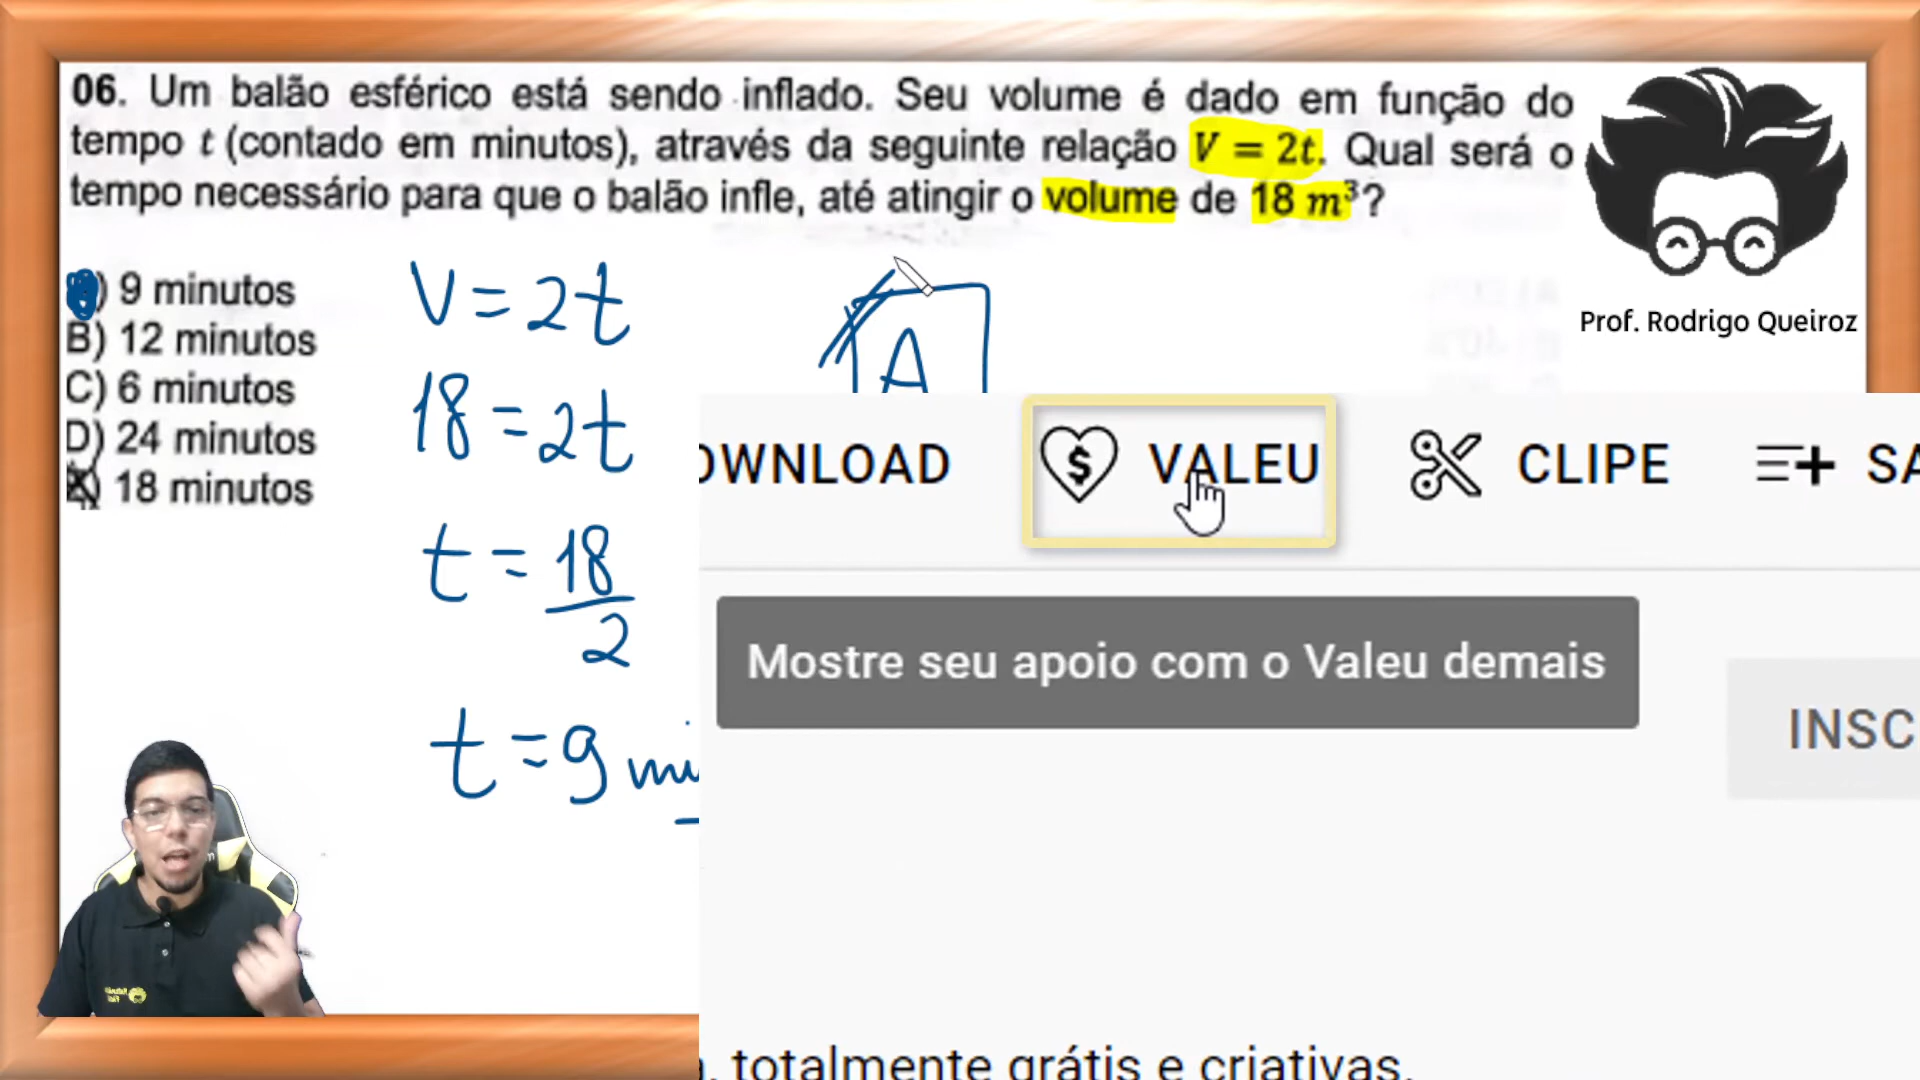 06. Um balão esférico está sendo inflado. Seu volume é dado em função do
tempo t (contado em minutos), através da seguinte relação V = 2t. Qual será o
tempo necessário para que o balão infle, até atingir o volume de 18 m³?
Prof. Rodrigo Queiroz
) 9 minutos
B) 12 minutos
C) 6 minutos
D) 24 minutos
) 18 minutos
V = 2t
18 = 2t
t = 18
2
t = 9 mi
A
OWNLOAD
VALEU
CLIPE
SA
Mostre seu apoio com o Valeu demais
INSC
, totalmente grátis e criativas.